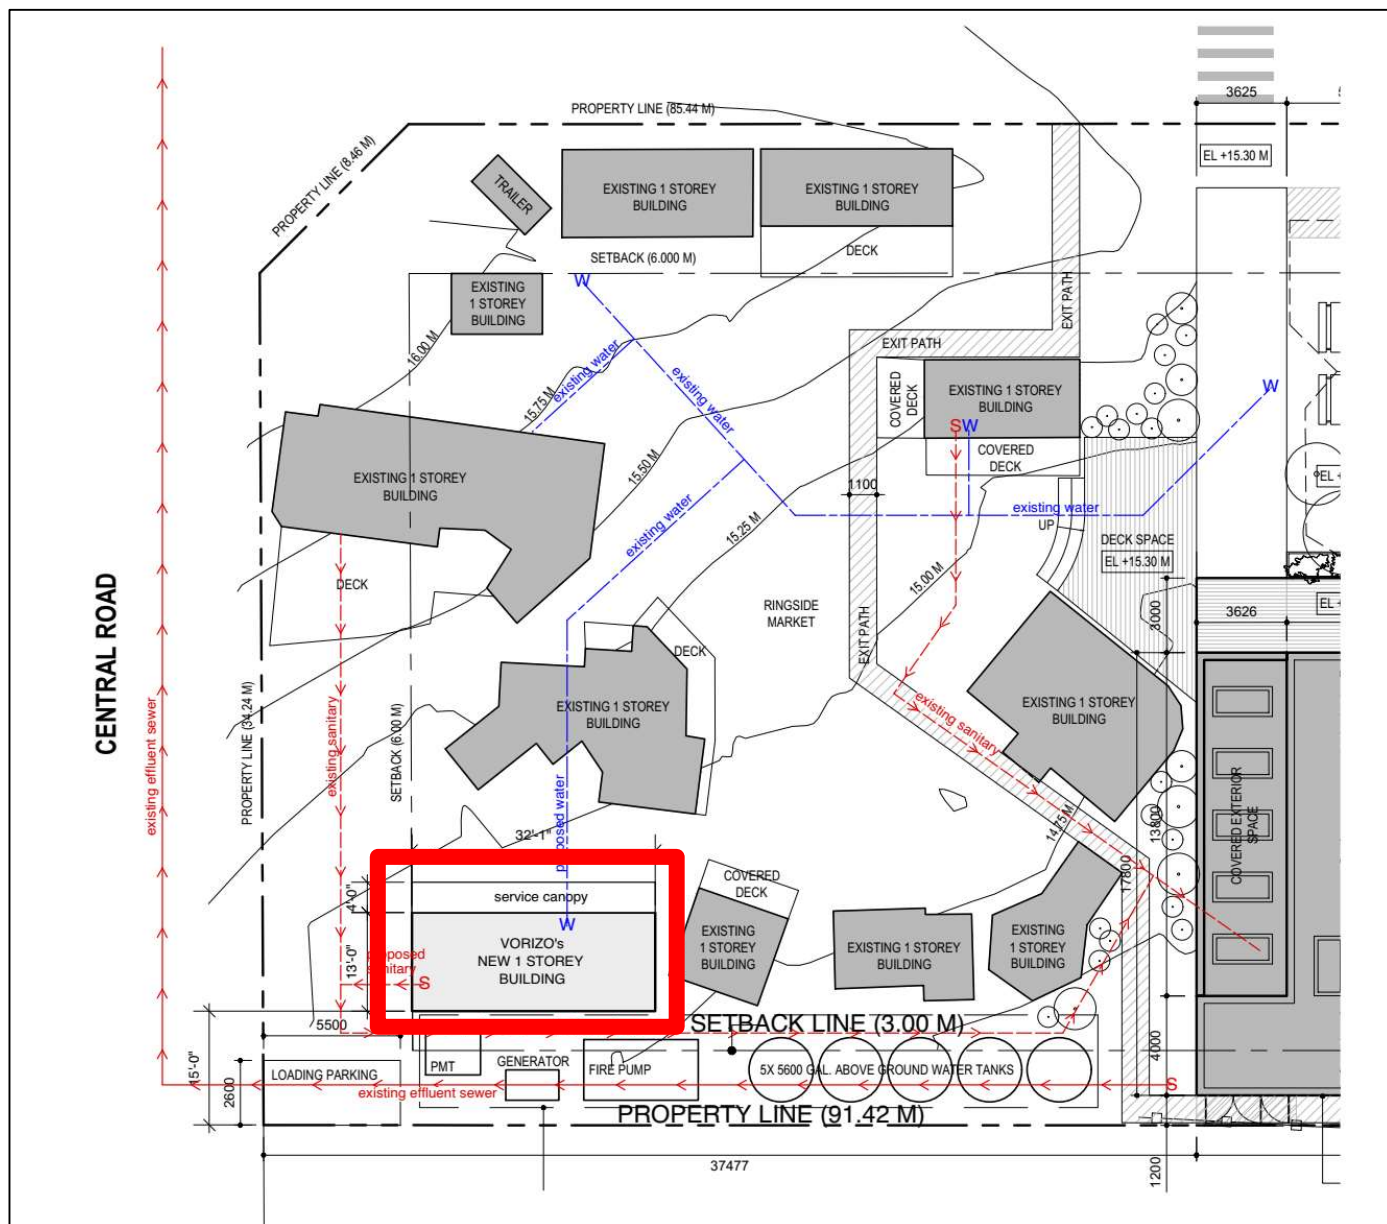 3625
PROPERTY LINE (85.44 M)
EL +15.30 M
PROPERTY LINE (8.46 M)
TRAILER
EXISTING 1 STOREY
BUILDING
EXISTING 1 STOREY
BUILDING
DECK
SETBACK (6.000 M)
W
EXISTING
1 STOREY
BUILDING
EXIT PATH
EXIT PATH
16.00 M
existing water
existing water
15.75 M
COVERED
DECK
EXISTING 1 STOREY
BUILDING
W
SW
COVERED
DECK
EXISTING 1 STOREY
BUILDING
15.50 M
1100
existing water
existing water
UP
15.25 M
DECK SPACE
EL +15.30 M
DECK
15.00 M
RINGSIDE
MARKET
EXIT PATH
3000
3626
CENTRAL ROAD
DECK
PROPERTY LINE (34.24 M)
SETBACK (6.00 M)
existing sanitary
existing effluent sewer
EXISTING 1 STOREY
BUILDING
EXISTING 1 STOREY
BUILDING
existing sanitary
proposed water
32'-1"
14.75 M
13800
17800
COVERED EXTERIOR
SPACE
4'-0"
service canopy
W
COVERED
DECK
13'-0"
proposed
sanitary
S
VORIZO's
NEW 1 STOREY
BUILDING
EXISTING
1 STOREY
BUILDING
EXISTING 1 STOREY
BUILDING
EXISTING
1 STOREY
BUILDING
5500
SETBACK LINE (3.00 M)
15'-0"
2600
LOADING PARKING
PMT
GENERATOR
FIRE PUMP
5X 5600 GAL. ABOVE GROUND WATER TANKS
4000
existing effluent sewer
S
PROPERTY LINE (91.42 M)
37477
1200